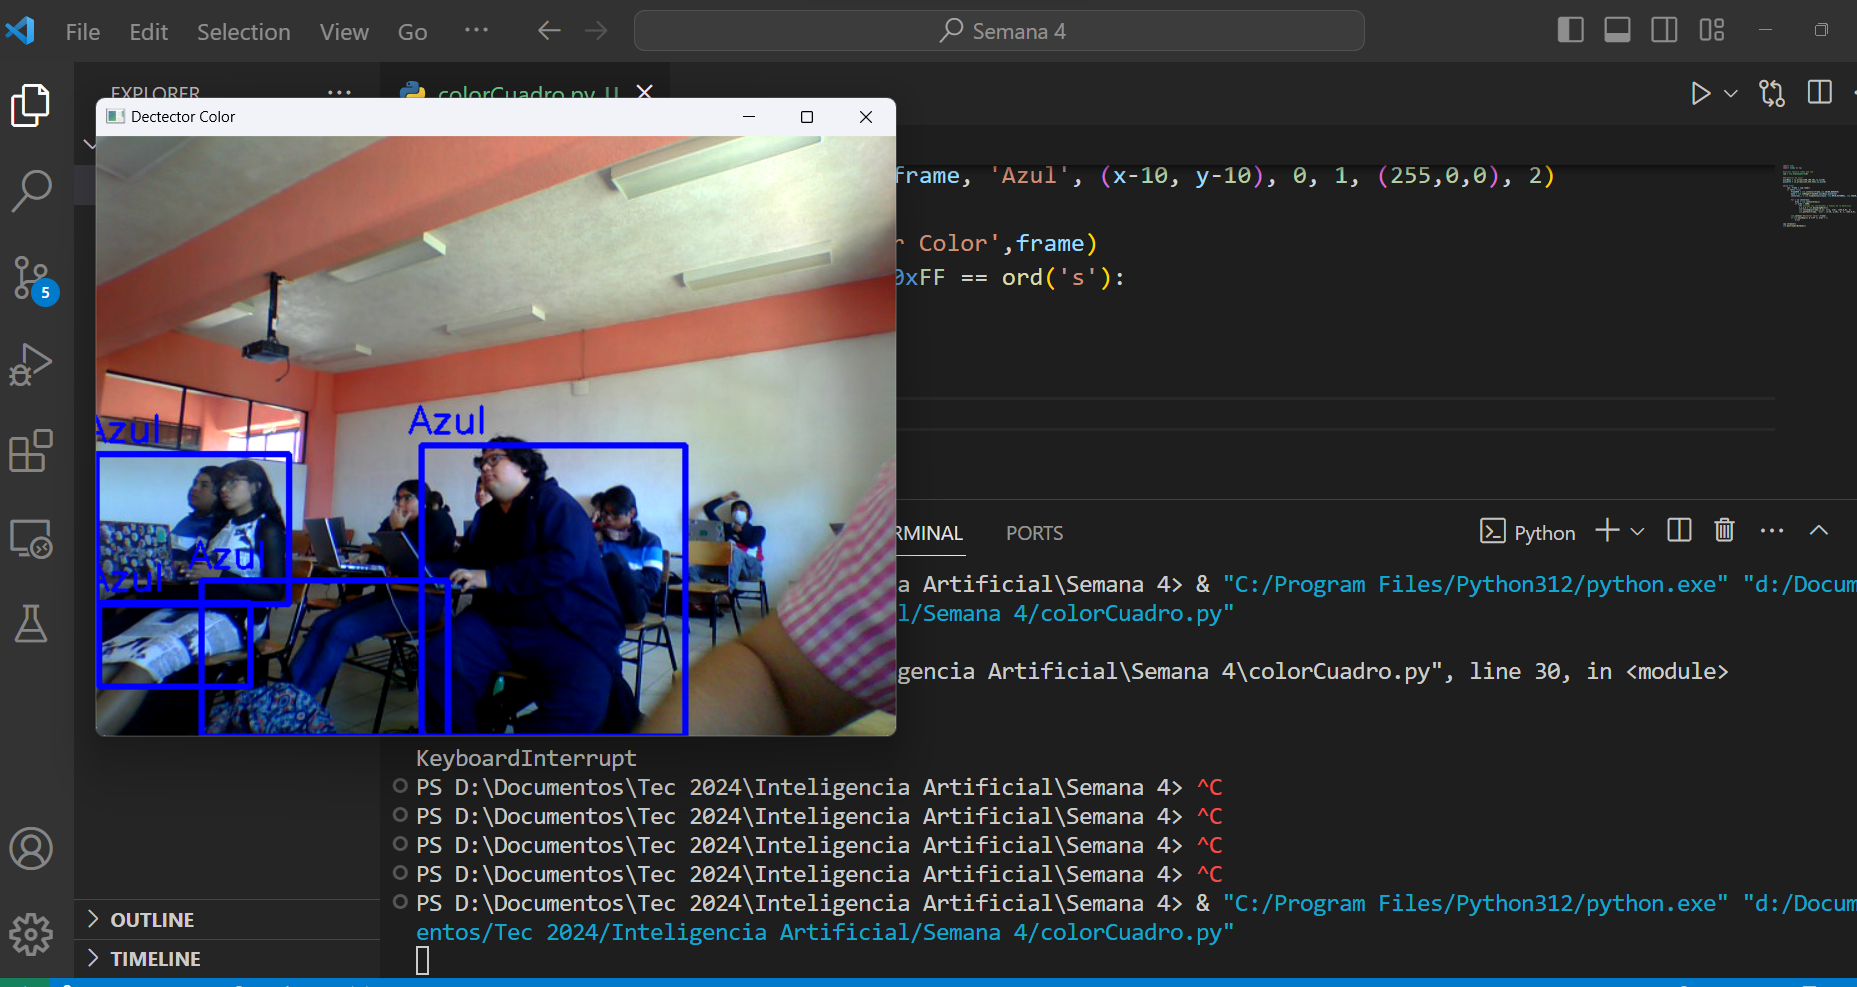 File Edit Selection View Go ··· Semana 4
EXPLORER ···
colorCuadro.py U
Dectector Color
frame, 'Azul', (x-10, y-10), 0, 1, (255,0,0), 2)
r Color',frame)
0xFF == ord('s'):
5
Azul
Azul
Azul
Azul
RMINAL PORTS
Python
a Artificial\Semana 4> & "C:/Program Files/Python312/python.exe" "d:/Docum
l/Semana 4/colorCuadro.py"
gencia Artificial\Semana 4\colorCuadro.py", line 30, in <module>
KeyboardInterrupt
PS D:\Documentos\Tec 2024\Inteligencia Artificial\Semana 4> ^C
PS D:\Documentos\Tec 2024\Inteligencia Artificial\Semana 4> ^C
PS D:\Documentos\Tec 2024\Inteligencia Artificial\Semana 4> ^C
PS D:\Documentos\Tec 2024\Inteligencia Artificial\Semana 4> ^C
PS D:\Documentos\Tec 2024\Inteligencia Artificial\Semana 4> & "C:/Program Files/Python312/python.exe" "d:/Docum
entos/Tec 2024/Inteligencia Artificial/Semana 4/colorCuadro.py"
OUTLINE
TIMELINE